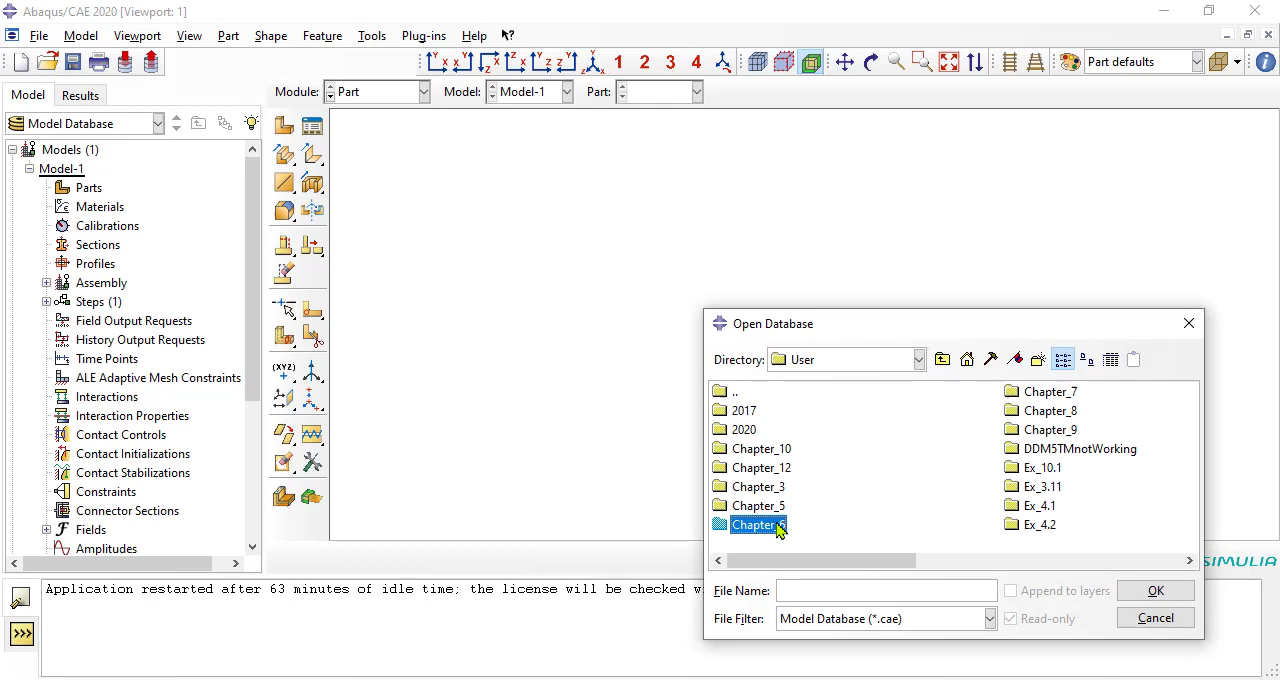 Abaqus/CAE 2020 [Viewport: 1]
File Model Viewport View Part Shape Feature Tools Plug-ins Help
1 2 3 4 Part defaults
Model Results
Module: Part Model: Model-1 Part:
Model Database
Models (1)
Model-1
Parts
Materials
Calibrations
Sections
Profiles
Assembly
Steps (1)
Field Output Requests
History Output Requests
Time Points
ALE Adaptive Mesh Constraints
Interactions
Interaction Properties
Contact Controls
Contact Initializations
Contact Stabilizations
Constraints
Connector Sections
Fields
Amplitudes
(XYZ)
Open Database
Directory: User
..
2017
2020
Chapter_10
Chapter_12
Chapter_3
Chapter_5
Chapter_6
Chapter_7
Chapter_8
Chapter_9
DDM5TMnotWorking
Ex_10.1
Ex_3.11
Ex_4.1
Ex_4.2
File Name: Append to layers OK
File Filter: Model Database (*.cae) Read-only Cancel
SIMULIA
Application restarted after 63 minutes of idle time; the license will be checked
>>>